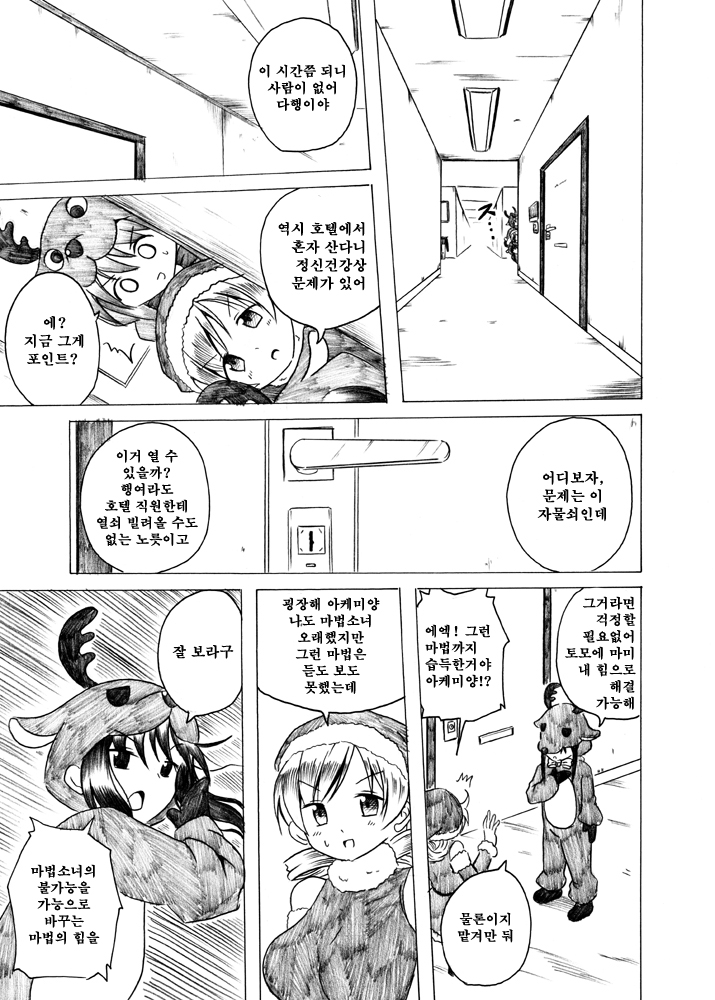 ス…
이 시간쯤 되니
사람이 없어
다행이야
역시 호텔에서
혼자 산다니
정신건강상
문제가 있어
에?
지금 그게
포인트?
어디보자,
문제는 이
자물쇠인데
이거 열 수
있을까?
행여라도
호텔 직원한테
열쇠 빌려올 수도
없는 노릇이고
그거라면
걱정할
필요없어
토모에 마미
내 힘으로
해결
가능해
에엑! 그런
마법까지
습득한거야
아케미양!?
물론이지
맡겨만 둬
굉장해 아케미양
나도 마법소녀
오래했지만
그런 마법은
듣도 보도
못했는데
잘 보라구
마법소녀의
불가능을
가능으로
바꾸는
마법의 힘을